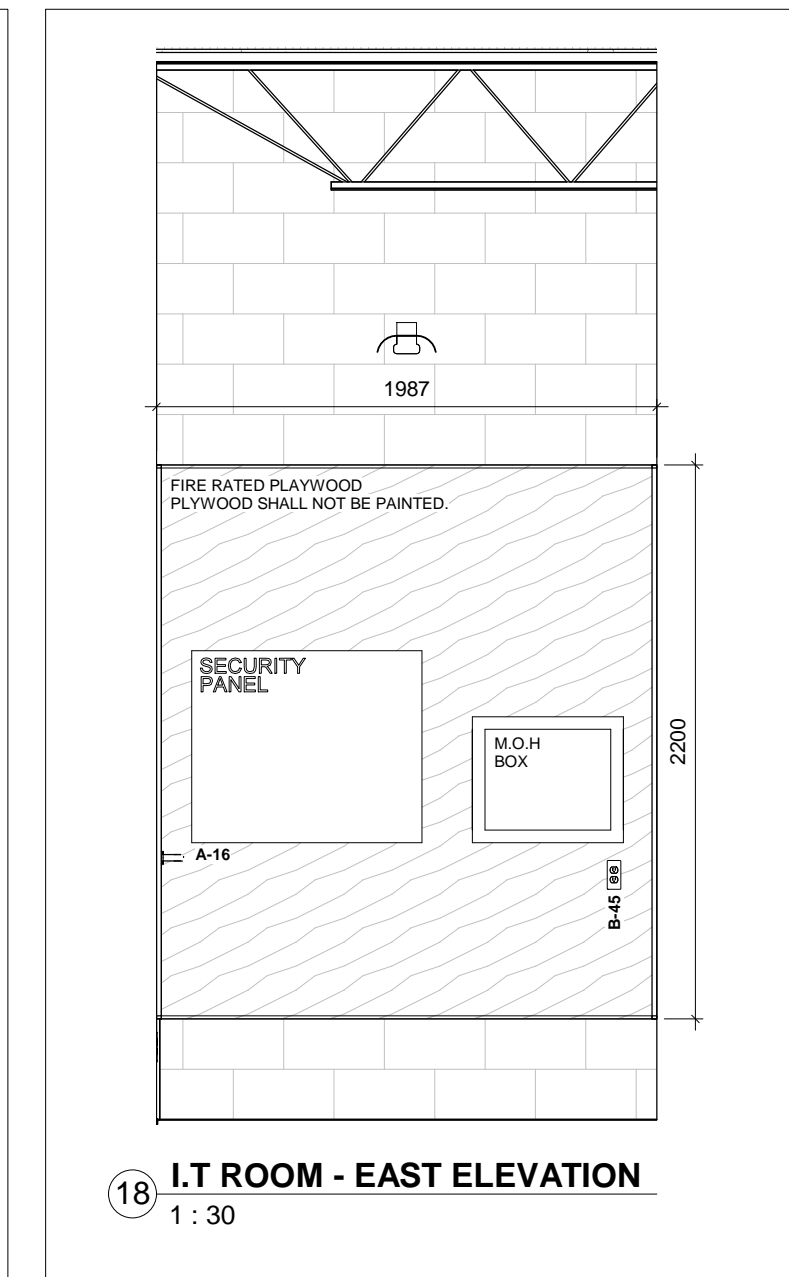 1987
FIRE RATED PLAYWOOD
PLYWOOD SHALL NOT BE PAINTED.
SECURITY
PANEL
M.O.H
BOX
2200
A-16
B-45
18
I.T ROOM - EAST ELEVATION
1 : 30